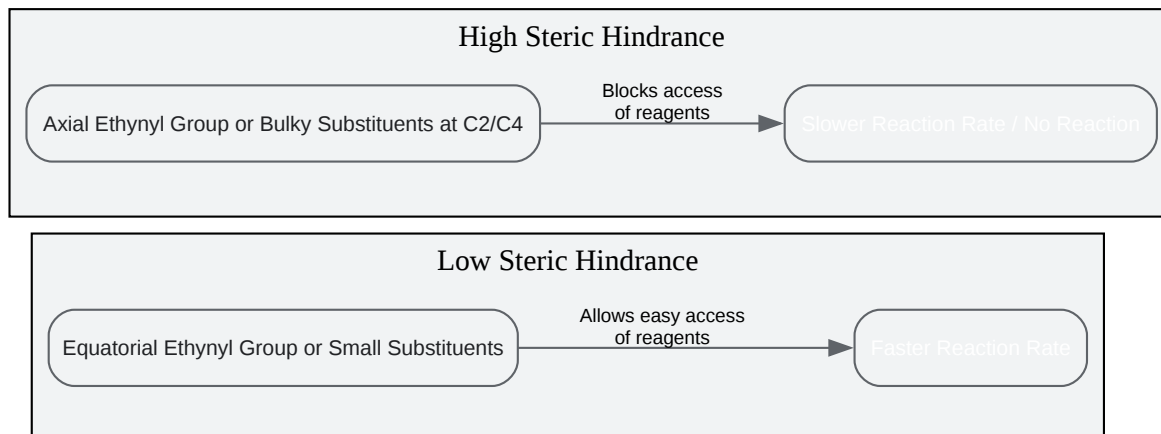 High Steric Hindrance
Axial Ethynyl Group or Bulky Substituents at C2/C4
Blocks access
of reagents
Slower Reaction Rate / No Reaction
Low Steric Hindrance
Equatorial Ethynyl Group or Small Substituents
Allows easy access
of reagents
Faster Reaction Rate